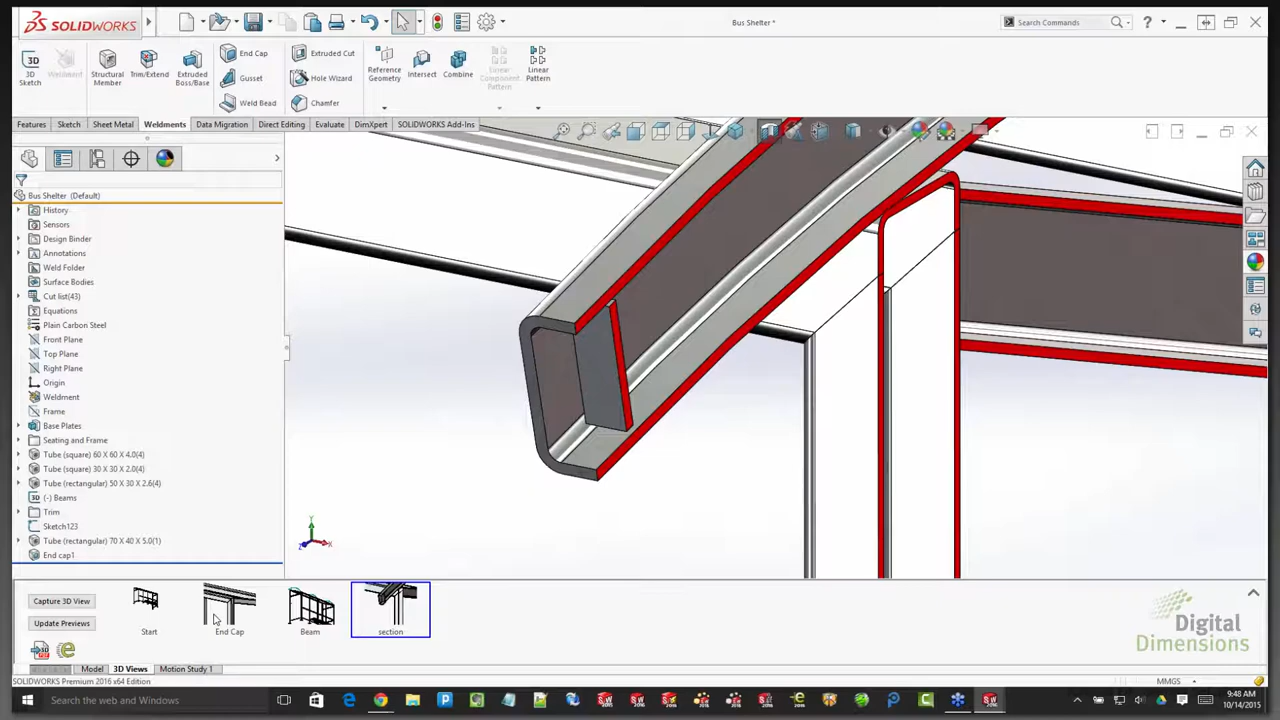 SOLIDWORKS
Bus Shelter *
Search Commands
3D Sketch
Weldment
Structural Member
Trim/Extend
Extruded Boss/Base
End Cap
Gusset
Weld Bead
Extruded Cut
Hole Wizard
Chamfer
Reference Geometry
Intersect
Combine
Linear Component Pattern
Linear Pattern
Features
Sketch
Sheet Metal
Weldments
Data Migration
Direct Editing
Evaluate
DimXpert
SOLIDWORKS Add-Ins
Bus Shelter (Default)
History
Sensors
Design Binder
Annotations
Weld Folder
Surface Bodies
Cut list(43)
Equations
Plain Carbon Steel
Front Plane
Top Plane
Right Plane
Origin
Weldment
Frame
Base Plates
Seating and Frame
Tube (square) 60 X 60 X 4.0(4)
Tube (square) 30 X 30 X 2.0(4)
Tube (rectangular) 50 X 30 X 2.6(4)
(-) Beams
Trim
Sketch123
Tube (rectangular) 70 X 40 X 5.0(1)
End cap1
Y
Z
X
Capture 3D View
Update Previews
Start
End Cap
Beam
section
Digital
Dimensions
Model
3D Views
Motion Study 1
SOLIDWORKS Premium 2016 x64 Edition
MMGS
Search the web and Windows
9:48 AM
10/14/2015